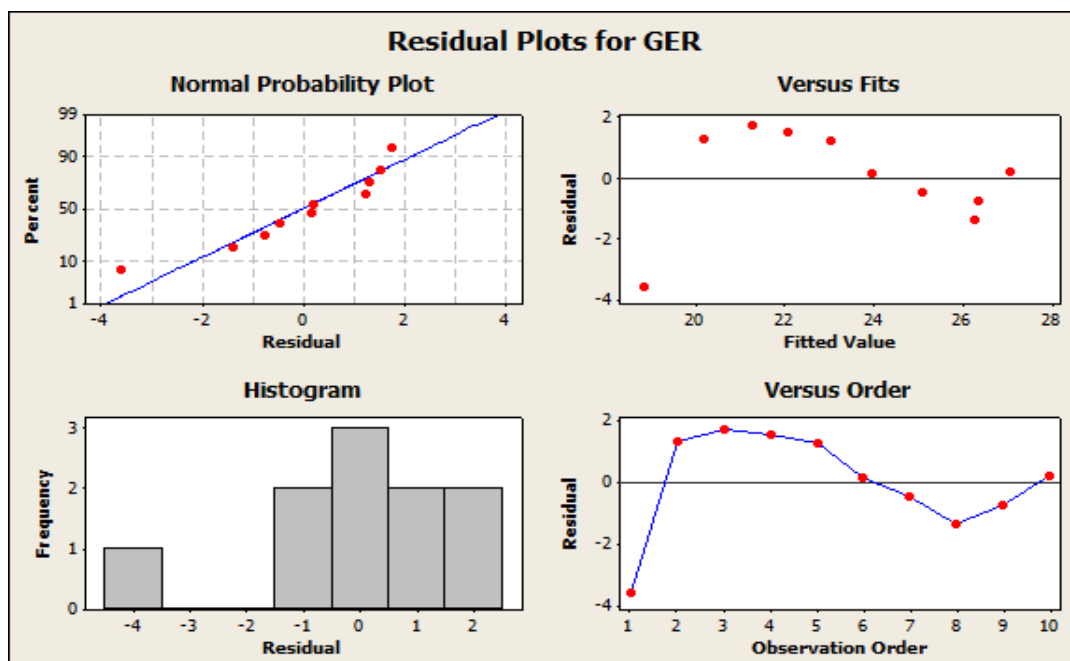 Residual Plots for GER
Normal Probability Plot
99
90
50
10
1
Percent
-4 -2 0 2 4
Residual
Versus Fits
2
0
-2
-4
Residual
20 22 24 26 28
Fitted Value
Histogram
3
2
1
0
Frequency
-4 -3 -2 -1 0 1 2
Residual
Versus Order
2
0
-2
-4
Residual
1 2 3 4 5 6 7 8 9 10
Observation Order